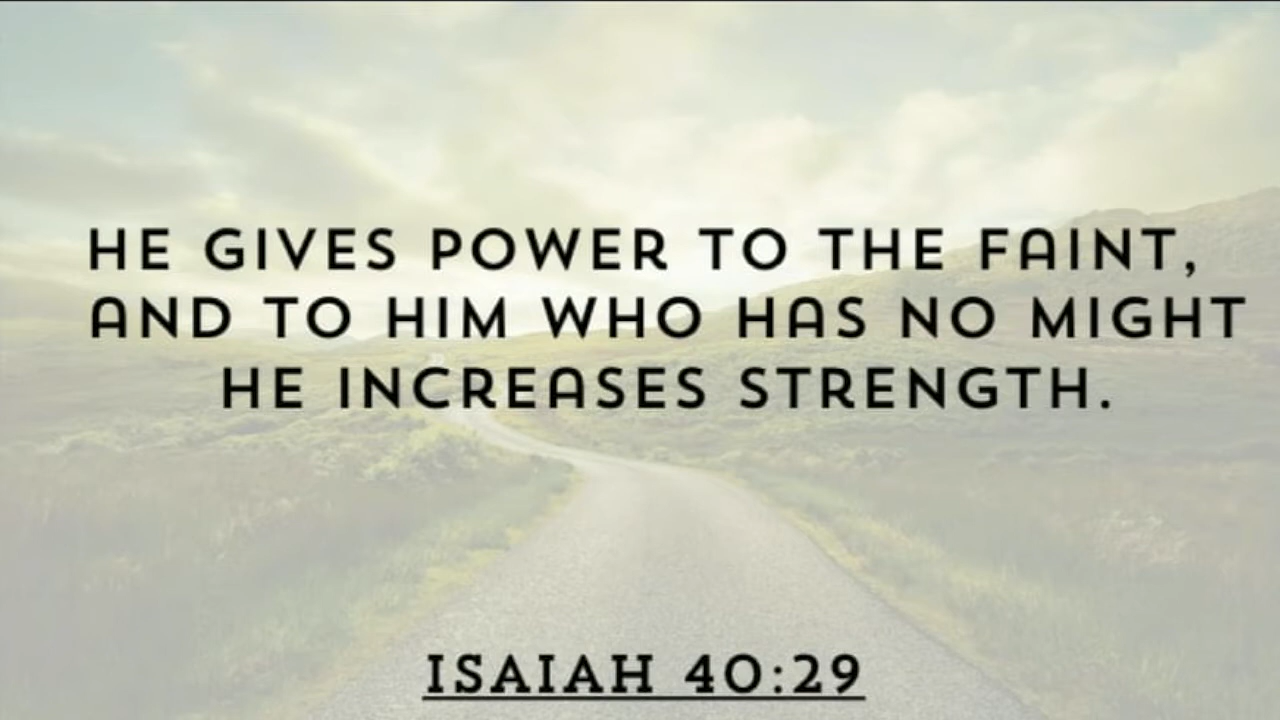 HE GIVES POWER TO THE FAINT,
AND TO HIM WHO HAS NO MIGHT
HE INCREASES STRENGTH.
ISAIAH 40:29